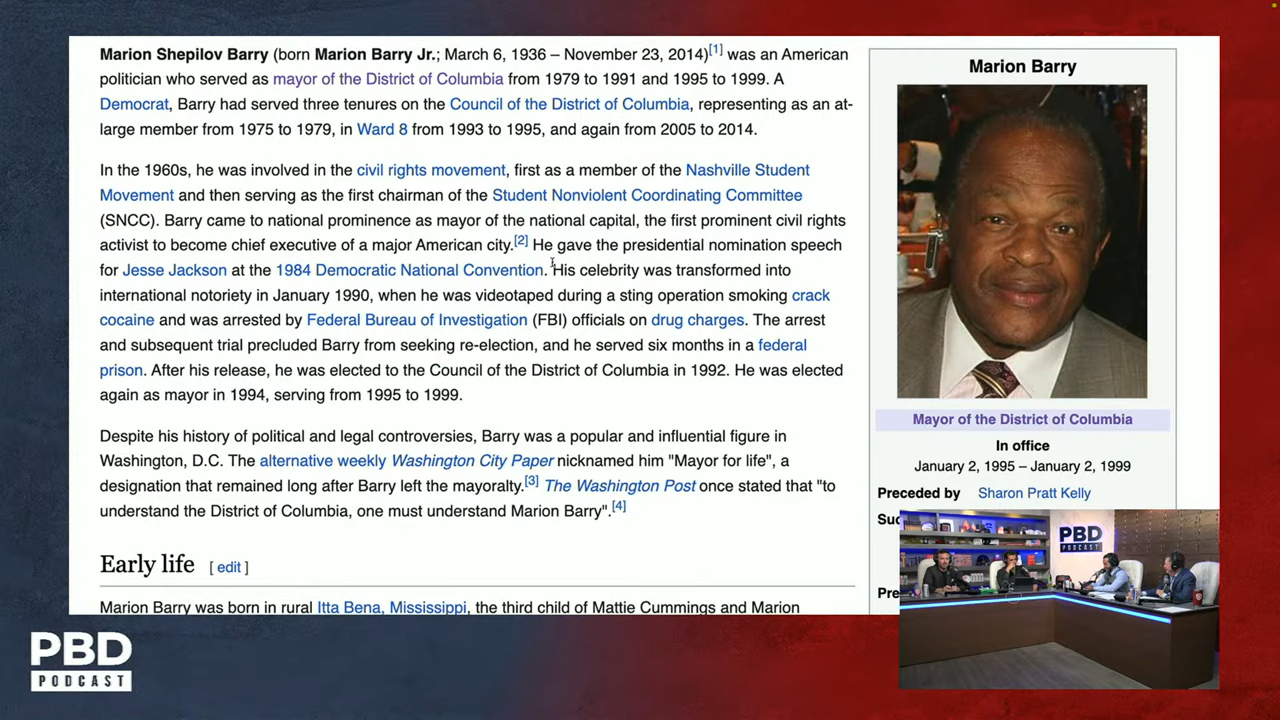 Marion Shepilov Barry (born Marion Barry Jr.; March 6, 1936 – November 23, 2014)[1] was an American
politician who served as mayor of the District of Columbia from 1979 to 1991 and 1995 to 1999. A
Democrat, Barry had served three tenures on the Council of the District of Columbia, representing as an at-
large member from 1975 to 1979, in Ward 8 from 1993 to 1995, and again from 2005 to 2014.
In the 1960s, he was involved in the civil rights movement, first as a member of the Nashville Student
Movement and then serving as the first chairman of the Student Nonviolent Coordinating Committee
(SNCC). Barry came to national prominence as mayor of the national capital, the first prominent civil rights
activist to become chief executive of a major American city.[2] He gave the presidential nomination speech
for Jesse Jackson at the 1984 Democratic National Convention. His celebrity was transformed into
international notoriety in January 1990, when he was videotaped during a sting operation smoking crack
cocaine and was arrested by Federal Bureau of Investigation (FBI) officials on drug charges. The arrest
and subsequent trial precluded Barry from seeking re-election, and he served six months in a federal
prison. After his release, he was elected to the Council of the District of Columbia in 1992. He was elected
again as mayor in 1994, serving from 1995 to 1999.
Despite his history of political and legal controversies, Barry was a popular and influential figure in
Washington, D.C. The alternative weekly Washington City Paper nicknamed him "Mayor for life", a
designation that remained long after Barry left the mayoralty.[3] The Washington Post once stated that "to
understand the District of Columbia, one must understand Marion Barry".[4]
Early life [ edit ]
Marion Barry was born in rural Itta Bena, Mississippi, the third child of Mattie Cummings and Marion
Marion Barry
Mayor of the District of Columbia
In office
January 2, 1995 – January 2, 1999
Preceded by Sharon Pratt Kelly
Suc
Pre
PBD
PODCAST
PBD
PODCAST